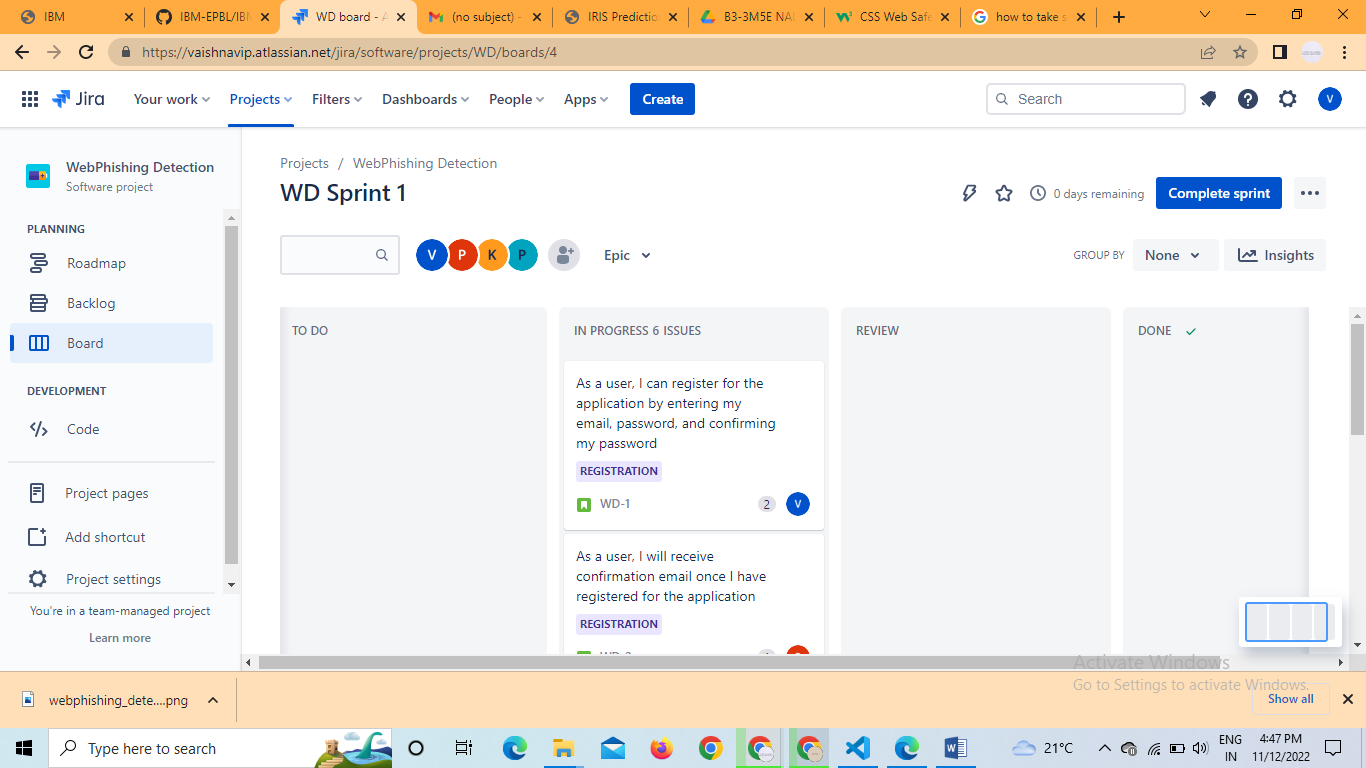 IBM
IBM-EPBL/IBM
WD board - A
(no subject) -
IRIS Predictio
B3-3M5E NAL
CSS Web Safe
how to take s
https://vaishnavip.atlassian.net/jira/software/projects/WD/boards/4
Jira
Your work
Projects
Filters
Dashboards
People
Apps
Create
Search
V
WebPhishing Detection
Software project
PLANNING
Roadmap
Backlog
Board
DEVELOPMENT
Code
Project pages
Add shortcut
Project settings
You're in a team-managed project
Learn more
Projects / WebPhishing Detection
WD Sprint 1
0 days remaining
Complete sprint
V P K P
Epic
GROUP BY
None
Insights
TO DO
IN PROGRESS 6 ISSUES
REVIEW
DONE
As a user, I can register for the
application by entering my
email, password, and confirming
my password
REGISTRATION
WD-1
2
V
As a user, I will receive
confirmation email once I have
registered for the application
REGISTRATION
Activate Windows
Go to Settings to activate Windows.
webphishing_dete....png
Show all
Type here to search
21°C
ENG
IN
4:47 PM
11/12/2022